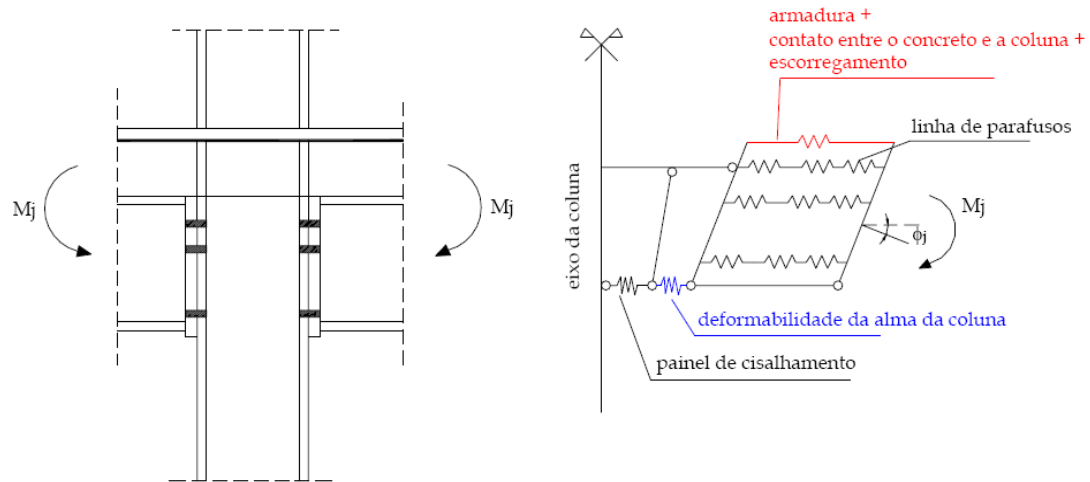 Mj
Mj
eixo da coluna
armadura +
contato entre o concreto e a coluna +
escorregamento
linha de parafusos
Mj
ϕj
deformabilidade da alma da coluna
painel de cisalhamento